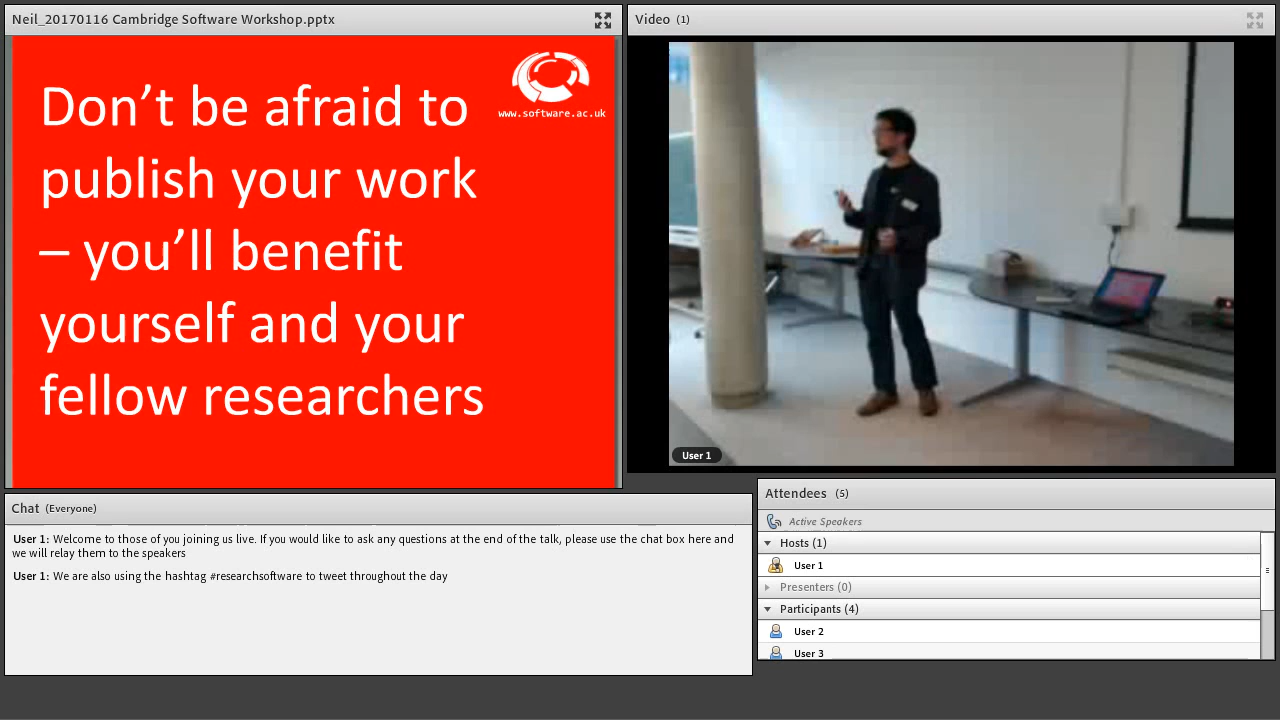 Neil_20170116 Cambridge Software Workshop.pptx
Don’t be afraid to
publish your work
– you’ll benefit
yourself and your
fellow researchers
www.software.ac.uk
Video (1)
User 1
Chat (Everyone)
User 1: Welcome to those of you joining us live. If you would like to ask any questions at the end of the talk, please use the chat box here and
we will relay them to the speakers
User 1: We are also using the hashtag #researchsoftware to tweet throughout the day
Attendees (5)
Active Speakers
Hosts (1)
User 1
Presenters (0)
Participants (4)
User 2
User 3